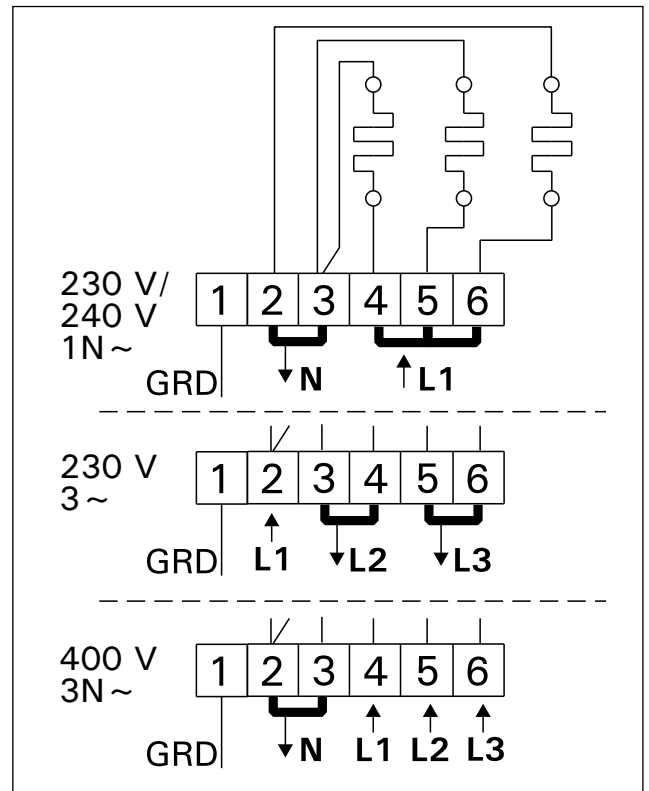 230 V/
240 V
1N~
1 2 3 4 5 6
GRD N L1
230 V
3~
1 2 3 4 5 6
GRD L1 L2 L3
400 V
3N~
1 2 3 4 5 6
GRD N L1 L2 L3